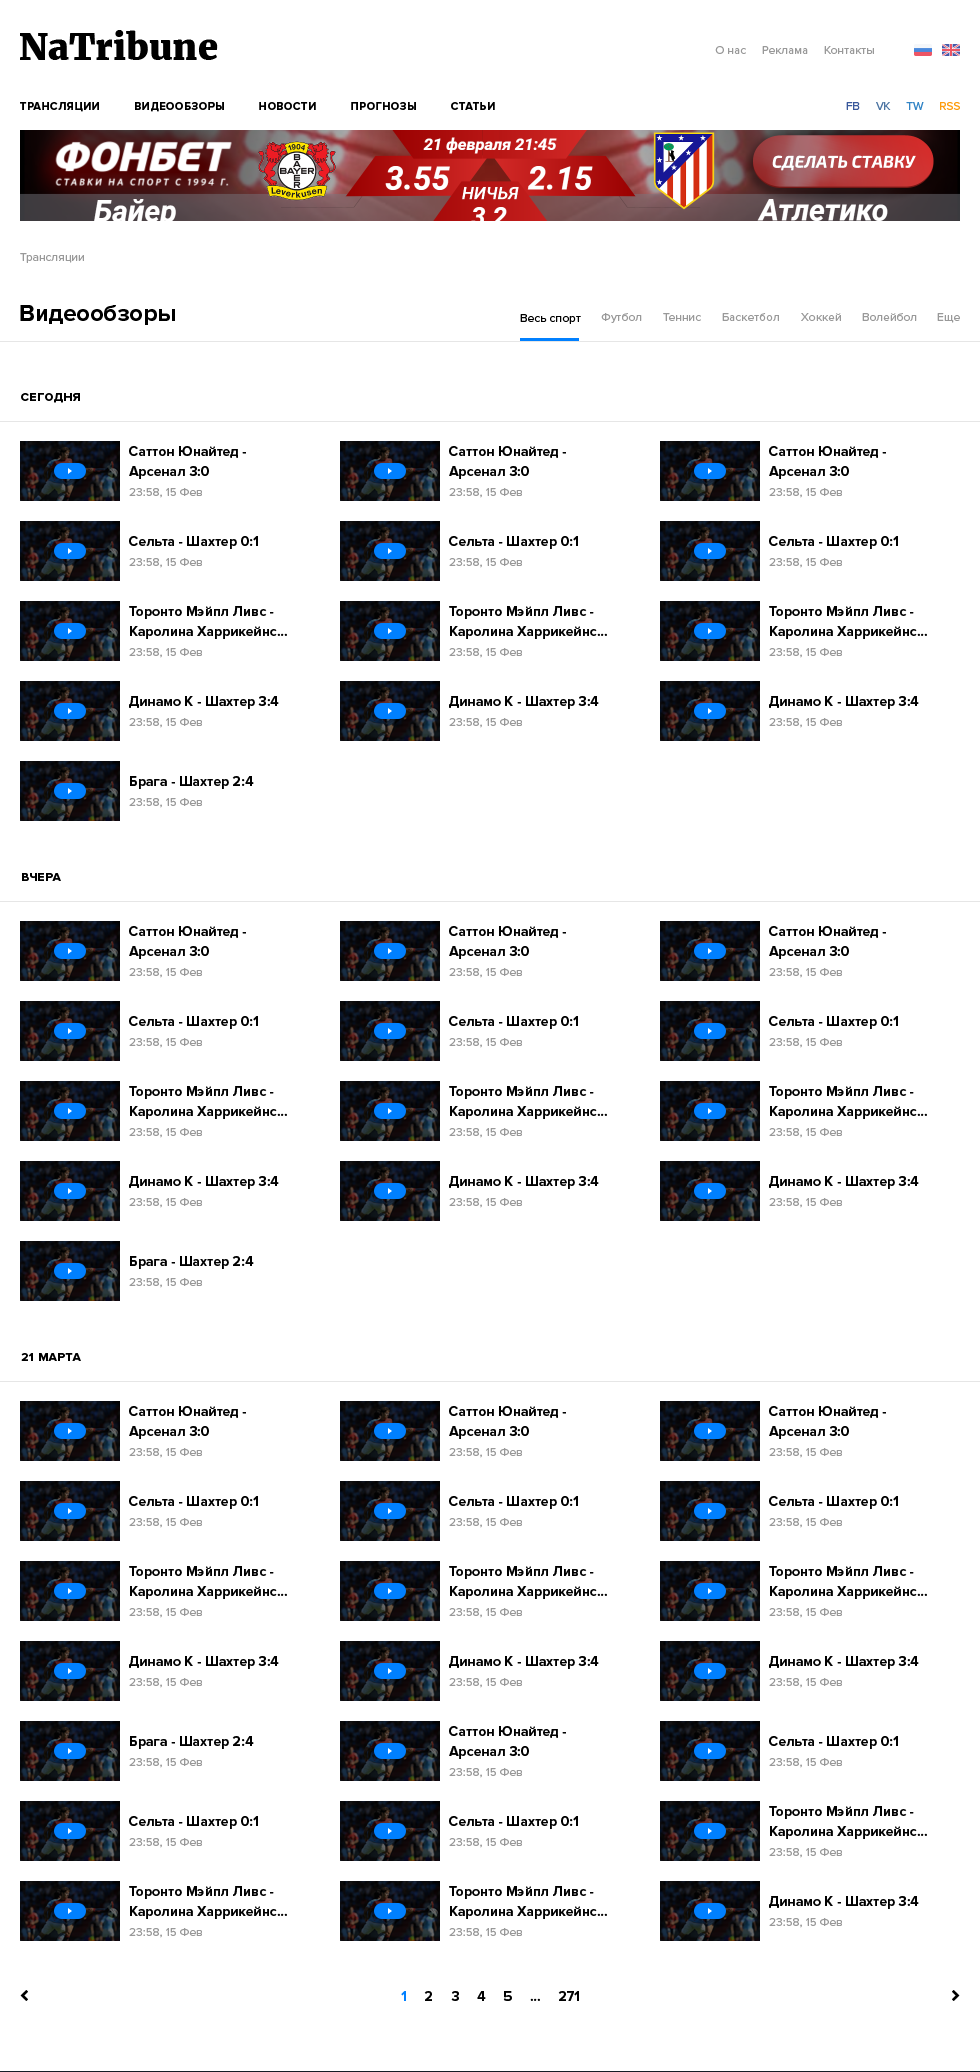 NaTribune
О нас Реклама Контакты
ТРАНСЛЯЦИИ ВИДЕООБЗОРЫ НОВОСТИ ПРОГНОЗЫ СТАТЬИ
FB VK TW RSS
ФОНБЕТ
СТАВКИ НА СПОРТ С 1994 Г.
1904
BAYER
BAYER
Leverkusen
21 февраля 21:45
3.55 2.15
НИЧЬЯ
3.2
СДЕЛАТЬ СТАВКУ
Байер
Атлетико
Трансляции
Видеообзоры
Весь спорт Футбол Теннис Баскетбол Хоккей Волейбол Еще
СЕГОДНЯ
Саттон Юнайтед - Саттон Юнайтед - Саттон Юнайтед -
Арсенал 3:0 Арсенал 3:0 Арсенал 3:0
23:58, 15 Фев 23:58, 15 Фев 23:58, 15 Фев
Сельта - Шахтер 0:1 Сельта - Шахтер 0:1 Сельта - Шахтер 0:1
23:58, 15 Фев 23:58, 15 Фев 23:58, 15 Фев
Торонто Мэйпл Ливс - Торонто Мэйпл Ливс - Торонто Мэйпл Ливс -
Каролина Харрикейнс... Каролина Харрикейнс... Каролина Харрикейнс...
23:58, 15 Фев 23:58, 15 Фев 23:58, 15 Фев
Динамо К - Шахтер 3:4 Динамо К - Шахтер 3:4 Динамо К - Шахтер 3:4
23:58, 15 Фев 23:58, 15 Фев 23:58, 15 Фев
Брага - Шахтер 2:4
23:58, 15 Фев
ВЧЕРА
Саттон Юнайтед - Саттон Юнайтед - Саттон Юнайтед -
Арсенал 3:0 Арсенал 3:0 Арсенал 3:0
23:58, 15 Фев 23:58, 15 Фев 23:58, 15 Фев
Сельта - Шахтер 0:1 Сельта - Шахтер 0:1 Сельта - Шахтер 0:1
23:58, 15 Фев 23:58, 15 Фев 23:58, 15 Фев
Торонто Мэйпл Ливс - Торонто Мэйпл Ливс - Торонто Мэйпл Ливс -
Каролина Харрикейнс... Каролина Харрикейнс... Каролина Харрикейнс...
23:58, 15 Фев 23:58, 15 Фев 23:58, 15 Фев
Динамо К - Шахтер 3:4 Динамо К - Шахтер 3:4 Динамо К - Шахтер 3:4
23:58, 15 Фев 23:58, 15 Фев 23:58, 15 Фев
Брага - Шахтер 2:4
23:58, 15 Фев
21 МАРТА
Саттон Юнайтед - Саттон Юнайтед - Саттон Юнайтед -
Арсенал 3:0 Арсенал 3:0 Арсенал 3:0
23:58, 15 Фев 23:58, 15 Фев 23:58, 15 Фев
Сельта - Шахтер 0:1 Сельта - Шахтер 0:1 Сельта - Шахтер 0:1
23:58, 15 Фев 23:58, 15 Фев 23:58, 15 Фев
Торонто Мэйпл Ливс - Торонто Мэйпл Ливс - Торонто Мэйпл Ливс -
Каролина Харрикейнс... Каролина Харрикейнс... Каролина Харрикейнс...
23:58, 15 Фев 23:58, 15 Фев 23:58, 15 Фев
Динамо К - Шахтер 3:4 Динамо К - Шахтер 3:4 Динамо К - Шахтер 3:4
23:58, 15 Фев 23:58, 15 Фев 23:58, 15 Фев
Брага - Шахтер 2:4
23:58, 15 Фев
Саттон Юнайтед -
Арсенал 3:0
23:58, 15 Фев
Сельта - Шахтер 0:1
23:58, 15 Фев
Сельта - Шахтер 0:1
23:58, 15 Фев
Сельта - Шахтер 0:1
23:58, 15 Фев
Торонто Мэйпл Ливс -
Каролина Харрикейнс...
23:58, 15 Фев
Торонто Мэйпл Ливс -
Каролина Харрикейнс...
23:58, 15 Фев
Торонто Мэйпл Ливс -
Каролина Харрикейнс...
23:58, 15 Фев
Динамо К - Шахтер 3:4
23:58, 15 Фев
1 2 3 4 5 ... 271